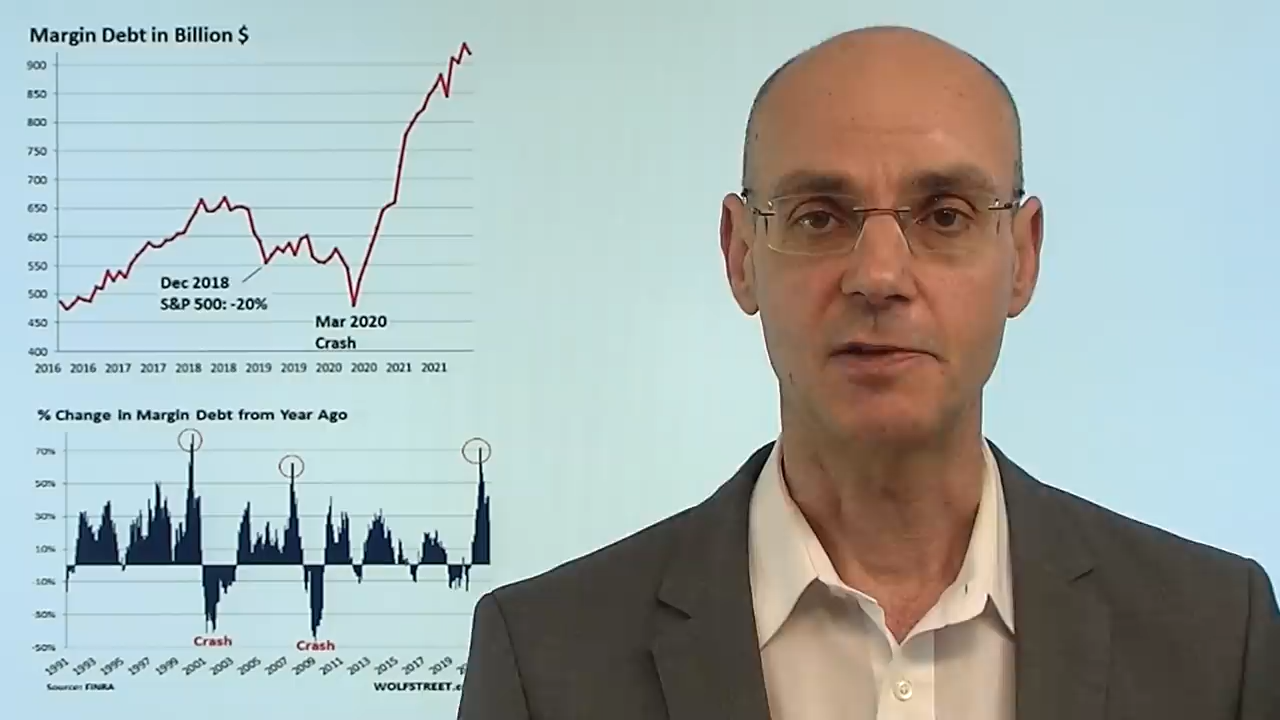 Margin Debt in Billion $
900
850
800
750
700
650
600
550
500
450
400
Dec 2018
S&P 500: -20%
Mar 2020
Crash
2016 2016 2017 2017 2018 2018 2019 2019 2020 2020 2021 2021
% Change in Margin Debt from Year Ago
70%
50%
30%
10%
-10%
-30%
-50%
Crash
Crash
1991 1993 1995 1997 1999 2001 2003 2005 2007 2009 2011 2013 2015 2017 2019
Source: FINRA
WOLFSTREET.c